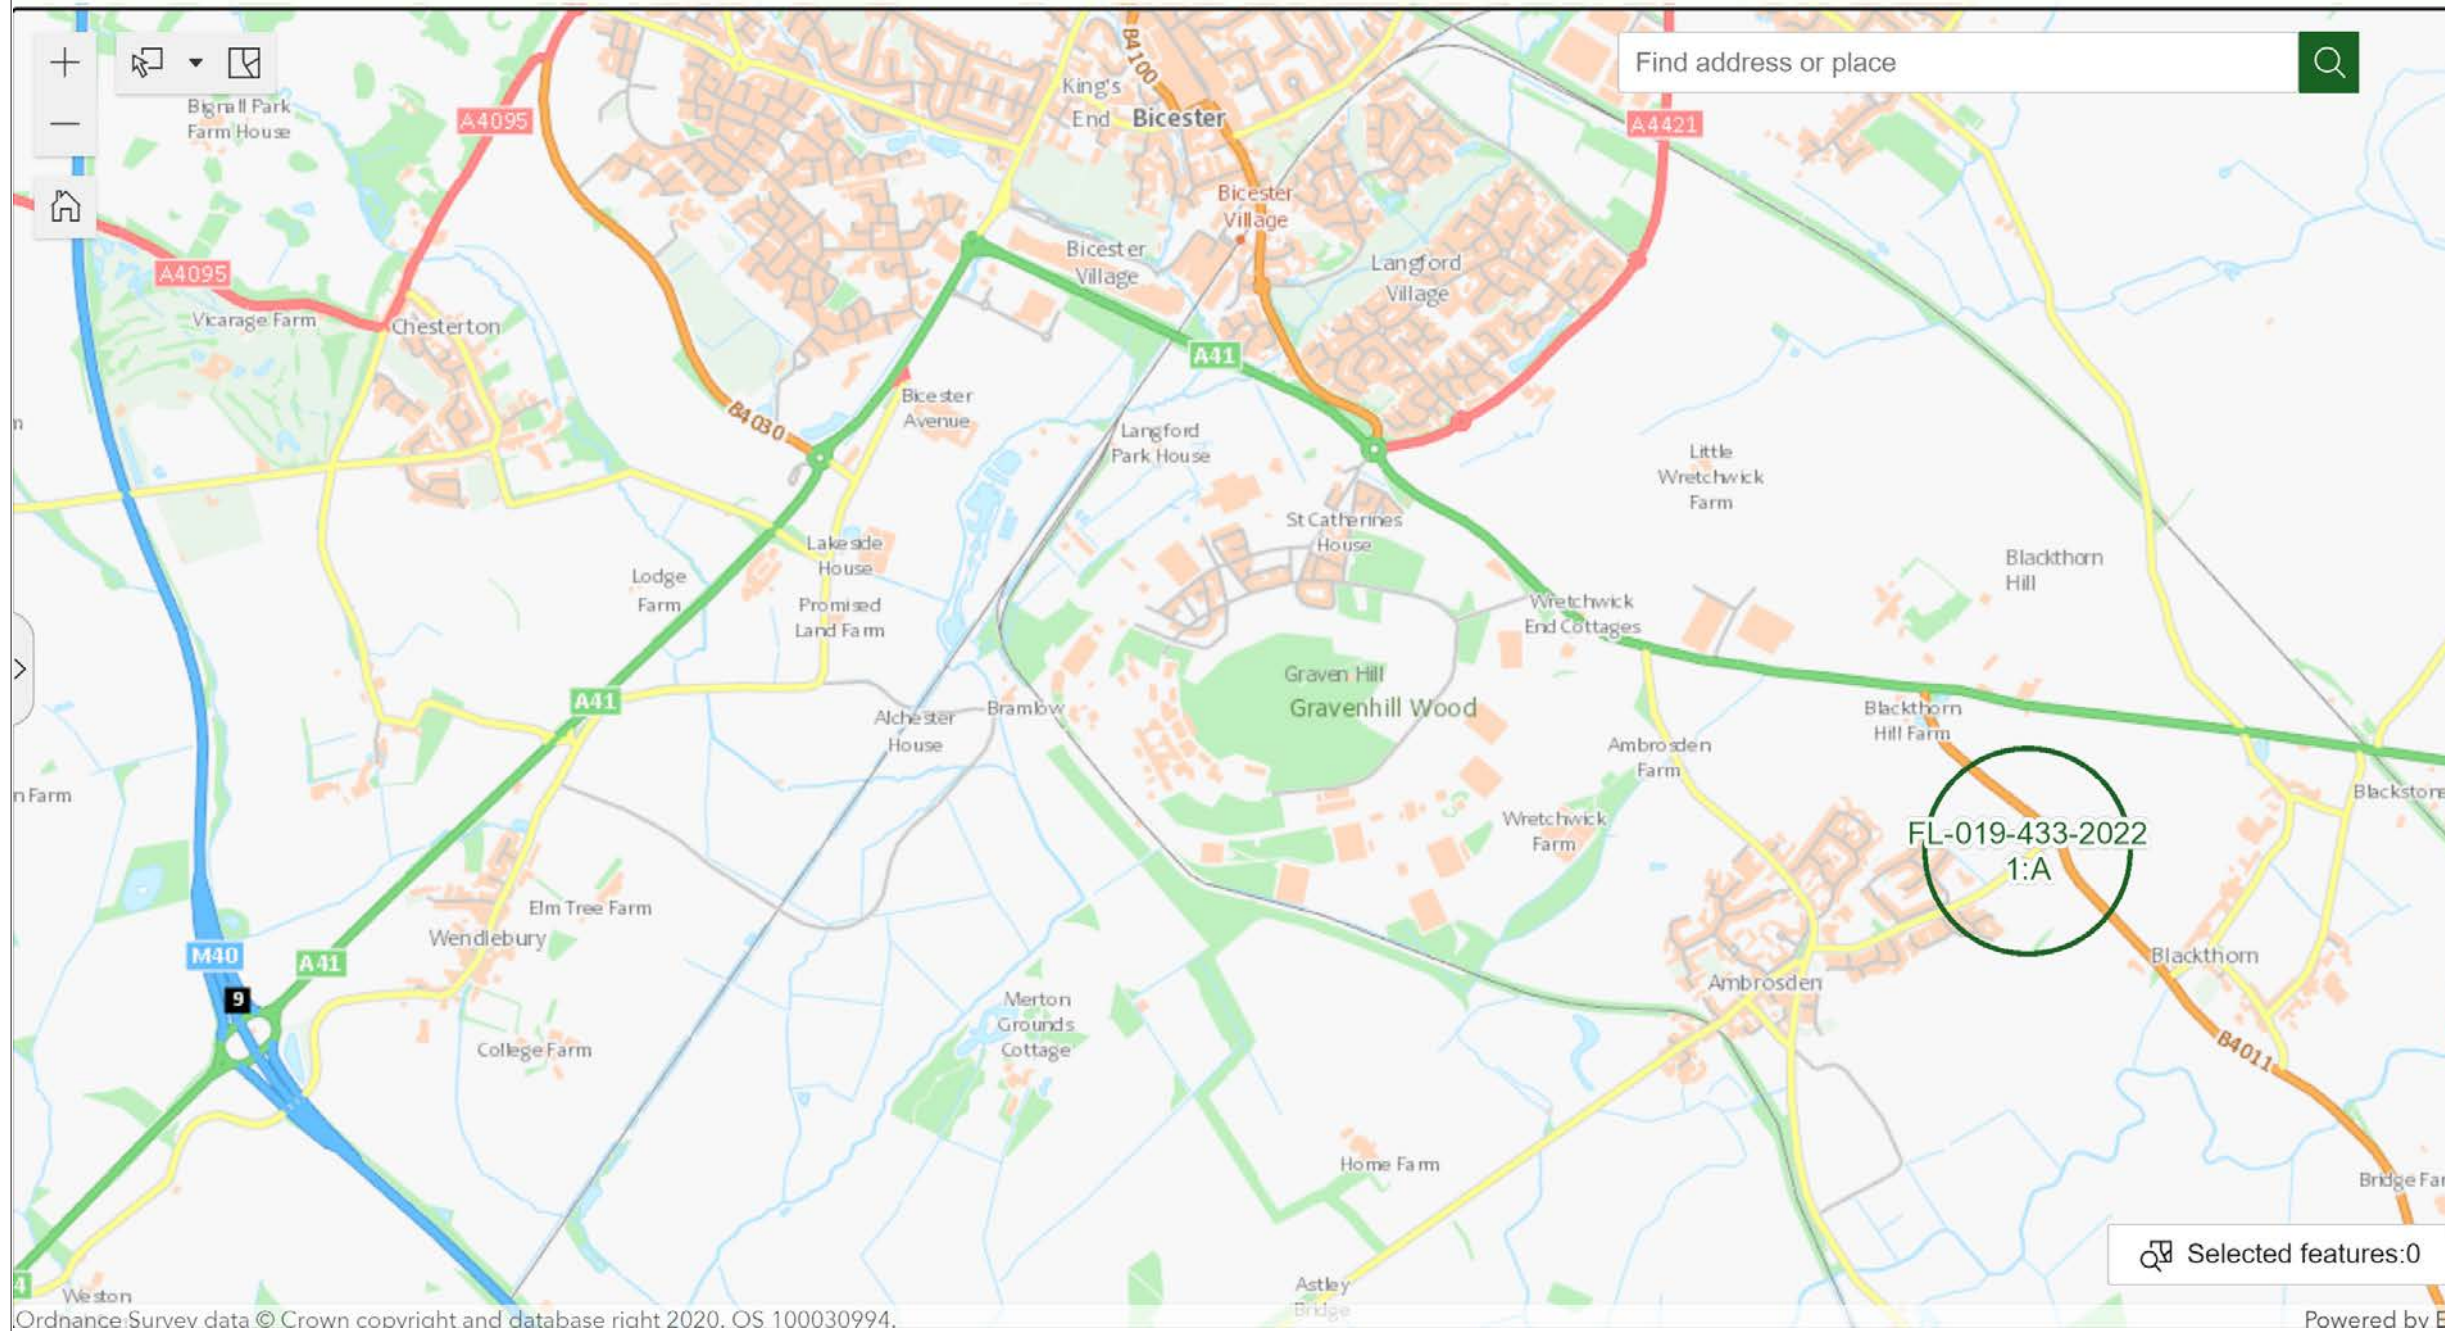 Find address or place
B4100
King's
End
Bicester
Bignall Park
Farm House
A4095
A4421
Bicester
Village
A4095
Bicester
Village
Langford
Village
Vicarage Farm
Chesterton
A41
Bicester
Avenue
B4030
Langford
Park House
Little
Wretchwick
Farm
St Catherines
House
Lakeside
House
Lodge
Farm
Blackthorn
Hill
Promised
Land Farm
Wretchwick
End Cottages
Graven Hill
Gravenhill Wood
A41
Alchester
House
Bramlow
Blackthorn
Hill Farm
Ambrosden
Farm
n Farm
Blackstone
Wretchwick
Farm
FL-019-433-2022
1:A
Elm Tree Farm
Wendlebury
M40
A41
9
Blackthorn
Ambrosden
Merton
Grounds
Cottage
College Farm
B4011
Home Farm
Bridge Far
Selected features:0
4
Weston
Astley
Bridge
Ordnance Survey data © Crown copyright and database right 2020. OS 100030994.
Powered by E